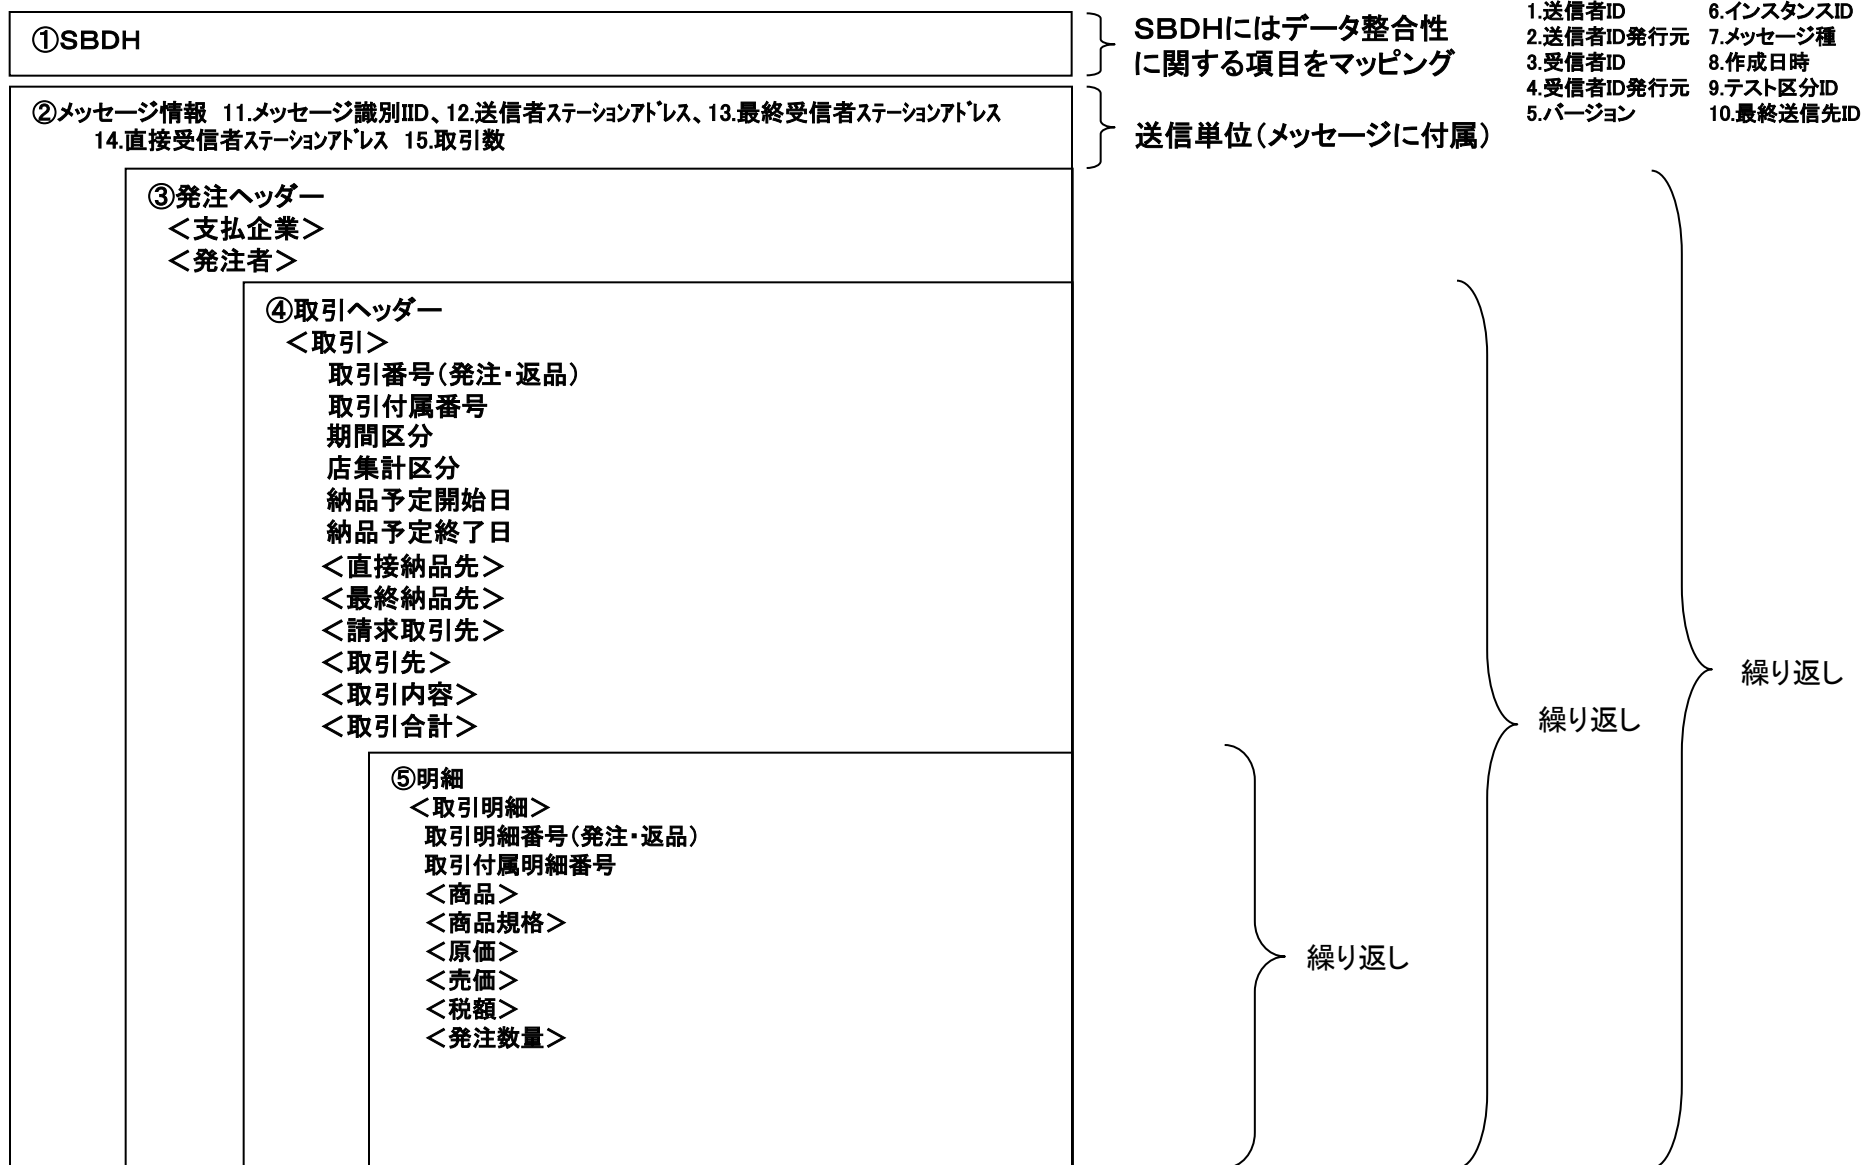 ①SBDH
SBDHにはデータ整合性
に関する項目をマッピング
1.送信者ID
2.送信者ID発行元
3.受信者ID
4.受信者ID発行元
5.バージョン
6.インスタンスID
7.メッセージ種
8.作成日時
9.テスト区分ID
10.最終送信先ID
②メッセージ情報 11.メッセージ識別IID、12.送信者ステーションアドレス、13.最終受信者ステーションアドレス
14.直接受信者ステーションアドレス 15.取引数
送信単位(メッセージに付属)
③発注ヘッダー
<支払企業>
<発注者>
④取引ヘッダー
<取引>
取引番号(発注・返品)
取引付属番号
期間区分
店集計区分
納品予定開始日
納品予定終了日
<直接納品先>
<最終納品先>
<請求取引先>
<取引先>
<取引内容>
<取引合計>
⑤明細
<取引明細>
取引明細番号(発注・返品)
取引付属明細番号
<商品>
<商品規格>
<原価>
<売価>
<税額>
<発注数量>
繰り返し
繰り返し
繰り返し